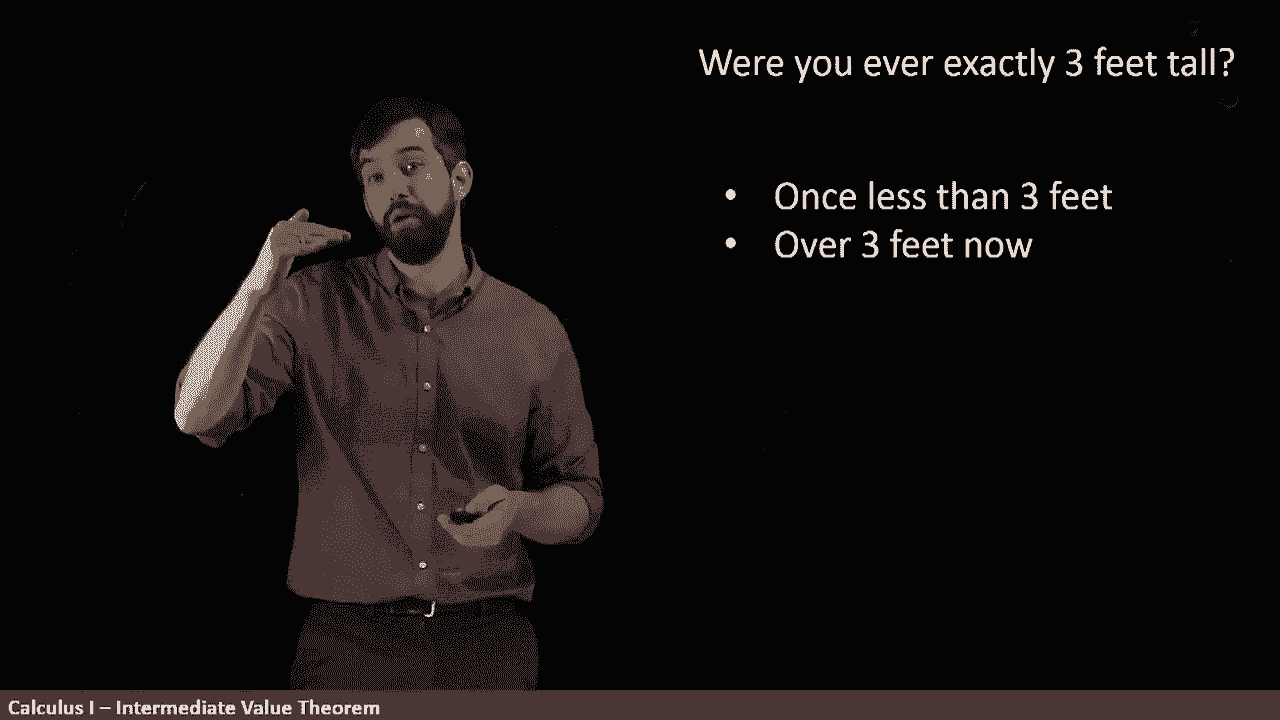 Were you ever exactly 3 feet tall?
• Once less than 3 feet
• Over 3 feet now
Calculus I – Intermediate Value Theorem